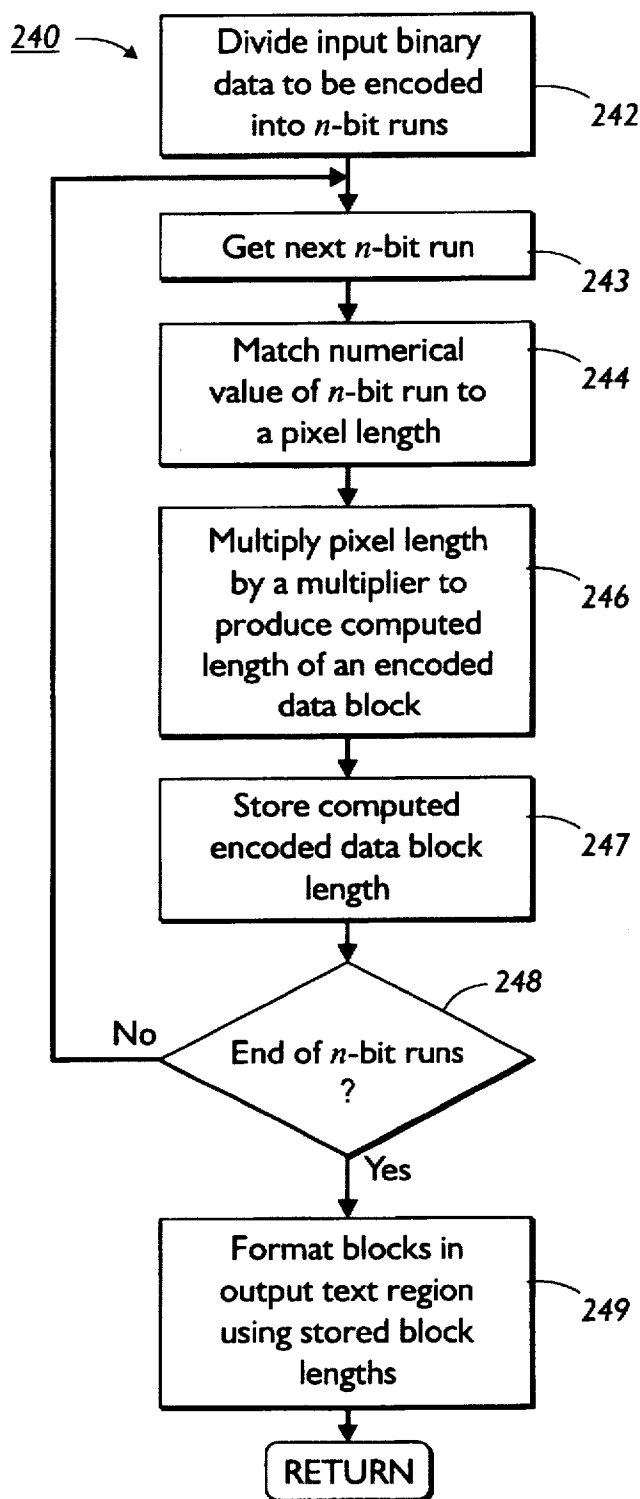 240
Divide input binary
data to be encoded
into n-bit runs
242
Get next n-bit run
243
Match numerical
value of n-bit run to
a pixel length
244
Multiply pixel length
by a multiplier to
produce computed
length of an encoded
data block
246
Store computed
encoded data block
length
247
248
No
End of n-bit runs
?
Yes
Format blocks in
output text region
using stored block
lengths
249
RETURN